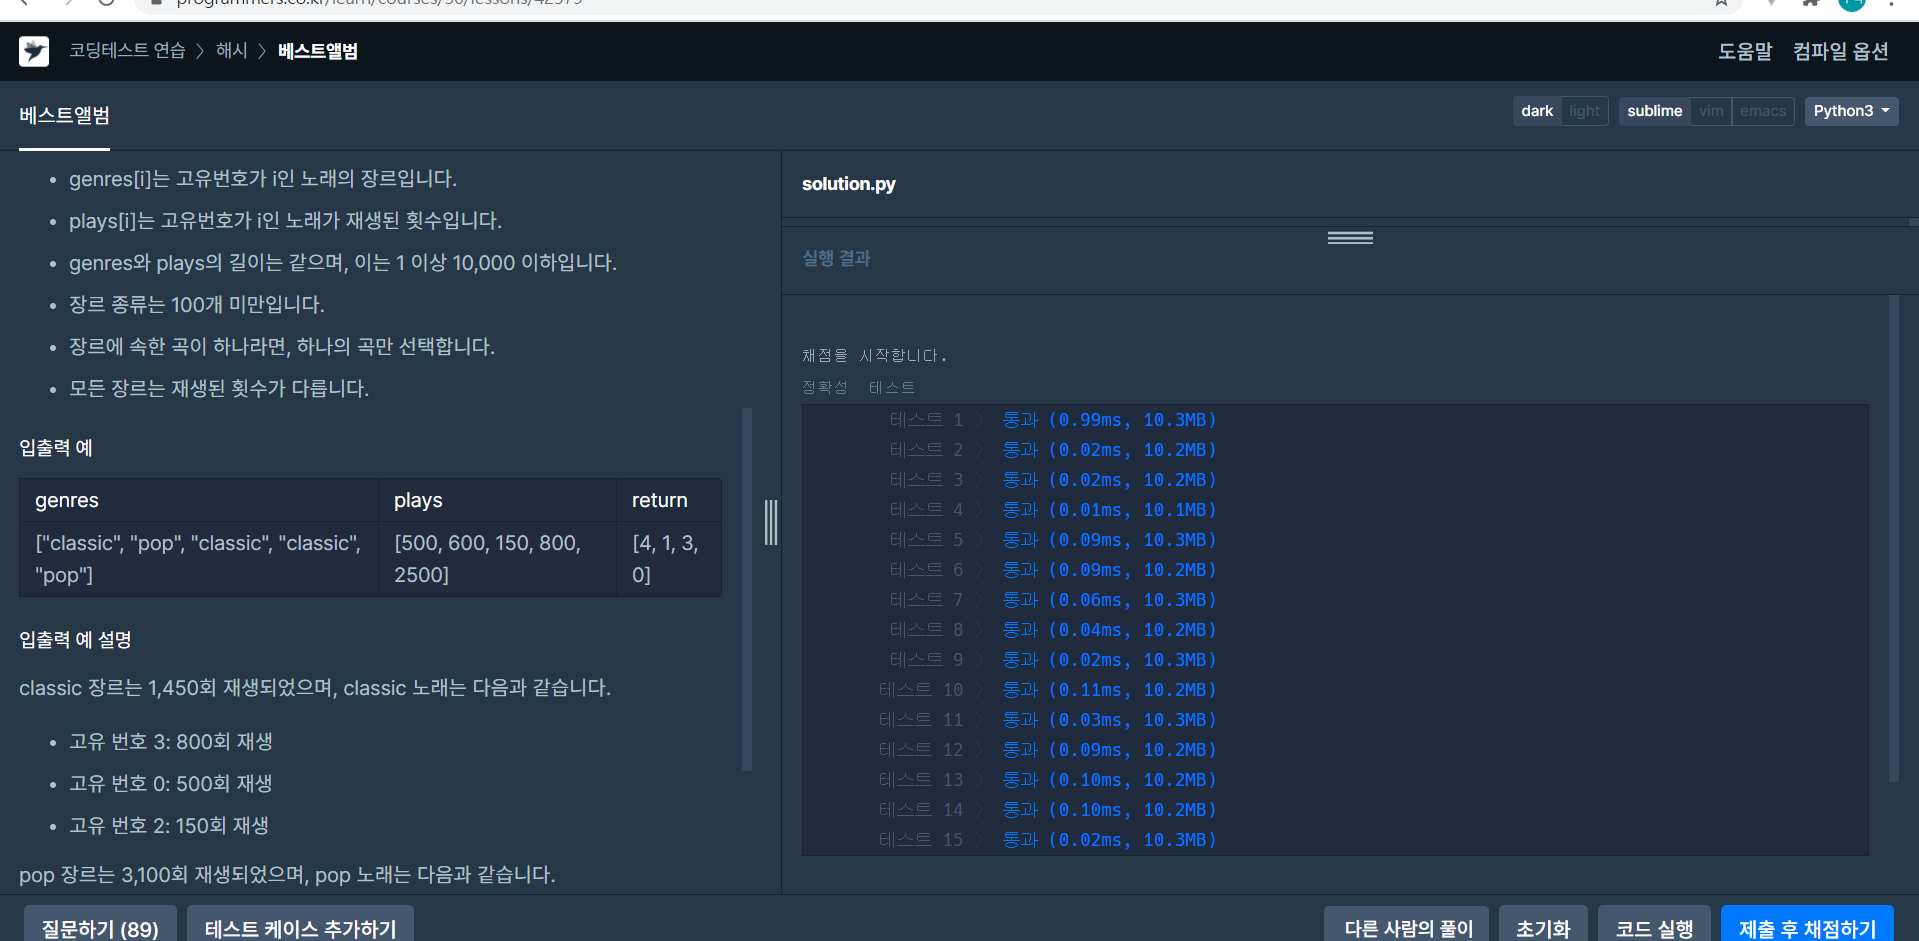 programmers.co.kr/learn/courses/30/lessons/42579
코딩테스트 연습 > 해시 > 베스트앨범
도움말 컴파일 옵션
베스트앨범
dark light sublime vim emacs Python3
genres[i]는 고유번호가 i인 노래의 장르입니다.
plays[i]는 고유번호가 i인 노래가 재생된 횟수입니다.
genres와 plays의 길이는 같으며, 이는 1 이상 10,000 이하입니다.
장르 종류는 100개 미만입니다.
장르에 속한 곡이 하나라면, 하나의 곡만 선택합니다.
모든 장르는 재생된 횟수가 다릅니다.
입출력 예
genres plays return
["classic", "pop", "classic", "classic", [500, 600, 150, 800, [4, 1, 3,
"pop"] 2500] 0]
입출력 예 설명
classic 장르는 1,450회 재생되었으며, classic 노래는 다음과 같습니다.
고유 번호 3: 800회 재생
고유 번호 0: 500회 재생
고유 번호 2: 150회 재생
pop 장르는 3,100회 재생되었으며, pop 노래는 다음과 같습니다.
solution.py
실행 결과
채점을 시작합니다.
정확성 테스트
테스트 1 〉 통과 (0.99ms, 10.3MB)
테스트 2 〉 통과 (0.02ms, 10.2MB)
테스트 3 〉 통과 (0.02ms, 10.2MB)
테스트 4 〉 통과 (0.01ms, 10.1MB)
테스트 5 〉 통과 (0.09ms, 10.3MB)
테스트 6 〉 통과 (0.09ms, 10.2MB)
테스트 7 〉 통과 (0.06ms, 10.3MB)
테스트 8 〉 통과 (0.04ms, 10.2MB)
테스트 9 〉 통과 (0.02ms, 10.3MB)
테스트 10 〉 통과 (0.11ms, 10.2MB)
테스트 11 〉 통과 (0.03ms, 10.3MB)
테스트 12 〉 통과 (0.09ms, 10.2MB)
테스트 13 〉 통과 (0.10ms, 10.2MB)
테스트 14 〉 통과 (0.10ms, 10.2MB)
테스트 15 〉 통과 (0.02ms, 10.3MB)
질문하기 (89) 테스트 케이스 추가하기 다른 사람의 풀이 초기화 코드 실행 제출 후 채점하기